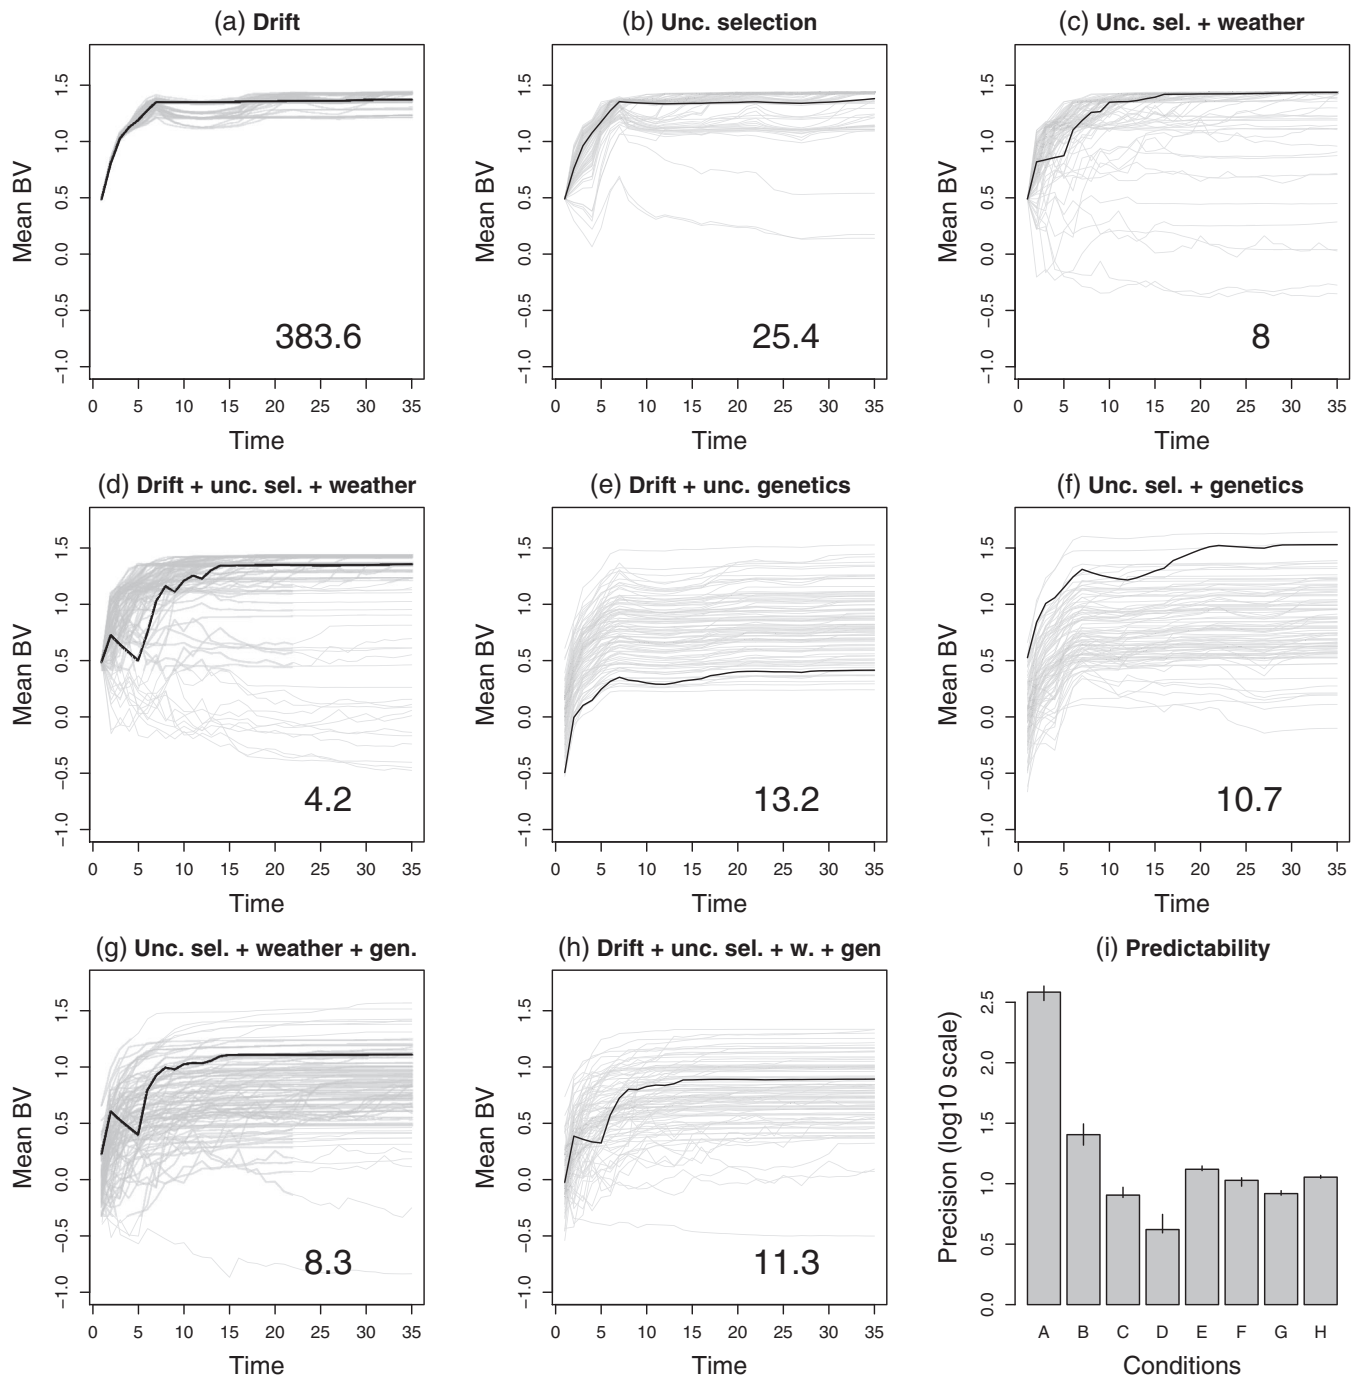 (a) Drift
(b) Unc. selection
(c) Unc. sel. + weather
Mean BV
1.5
1.0
0.5
0.0
−0.5
−1.0
383.6
0 5 10 15 20 25 30 35
Time
Mean BV
1.5
1.0
0.5
0.0
−0.5
−1.0
25.4
0 5 10 15 20 25 30 35
Time
Mean BV
1.5
1.0
0.5
0.0
−0.5
−1.0
8
0 5 10 15 20 25 30 35
Time
(d) Drift + unc. sel. + weather
(e) Drift + unc. genetics
(f) Unc. sel. + genetics
Mean BV
1.5
1.0
0.5
0.0
−0.5
−1.0
4.2
0 5 10 15 20 25 30 35
Time
Mean BV
1.5
1.0
0.5
0.0
−0.5
−1.0
13.2
0 5 10 15 20 25 30 35
Time
Mean BV
1.5
1.0
0.5
0.0
−0.5
−1.0
10.7
0 5 10 15 20 25 30 35
Time
(g) Unc. sel. + weather + gen.
(h) Drift + unc. sel. + w. + gen
(i) Predictability
Mean BV
1.5
1.0
0.5
0.0
−0.5
−1.0
8.3
0 5 10 15 20 25 30 35
Time
Mean BV
1.5
1.0
0.5
0.0
−0.5
−1.0
11.3
0 5 10 15 20 25 30 35
Time
Precision (log10 scale)
2.5
2.0
1.5
1.0
0.5
0.0
A B C D E F G H
Conditions